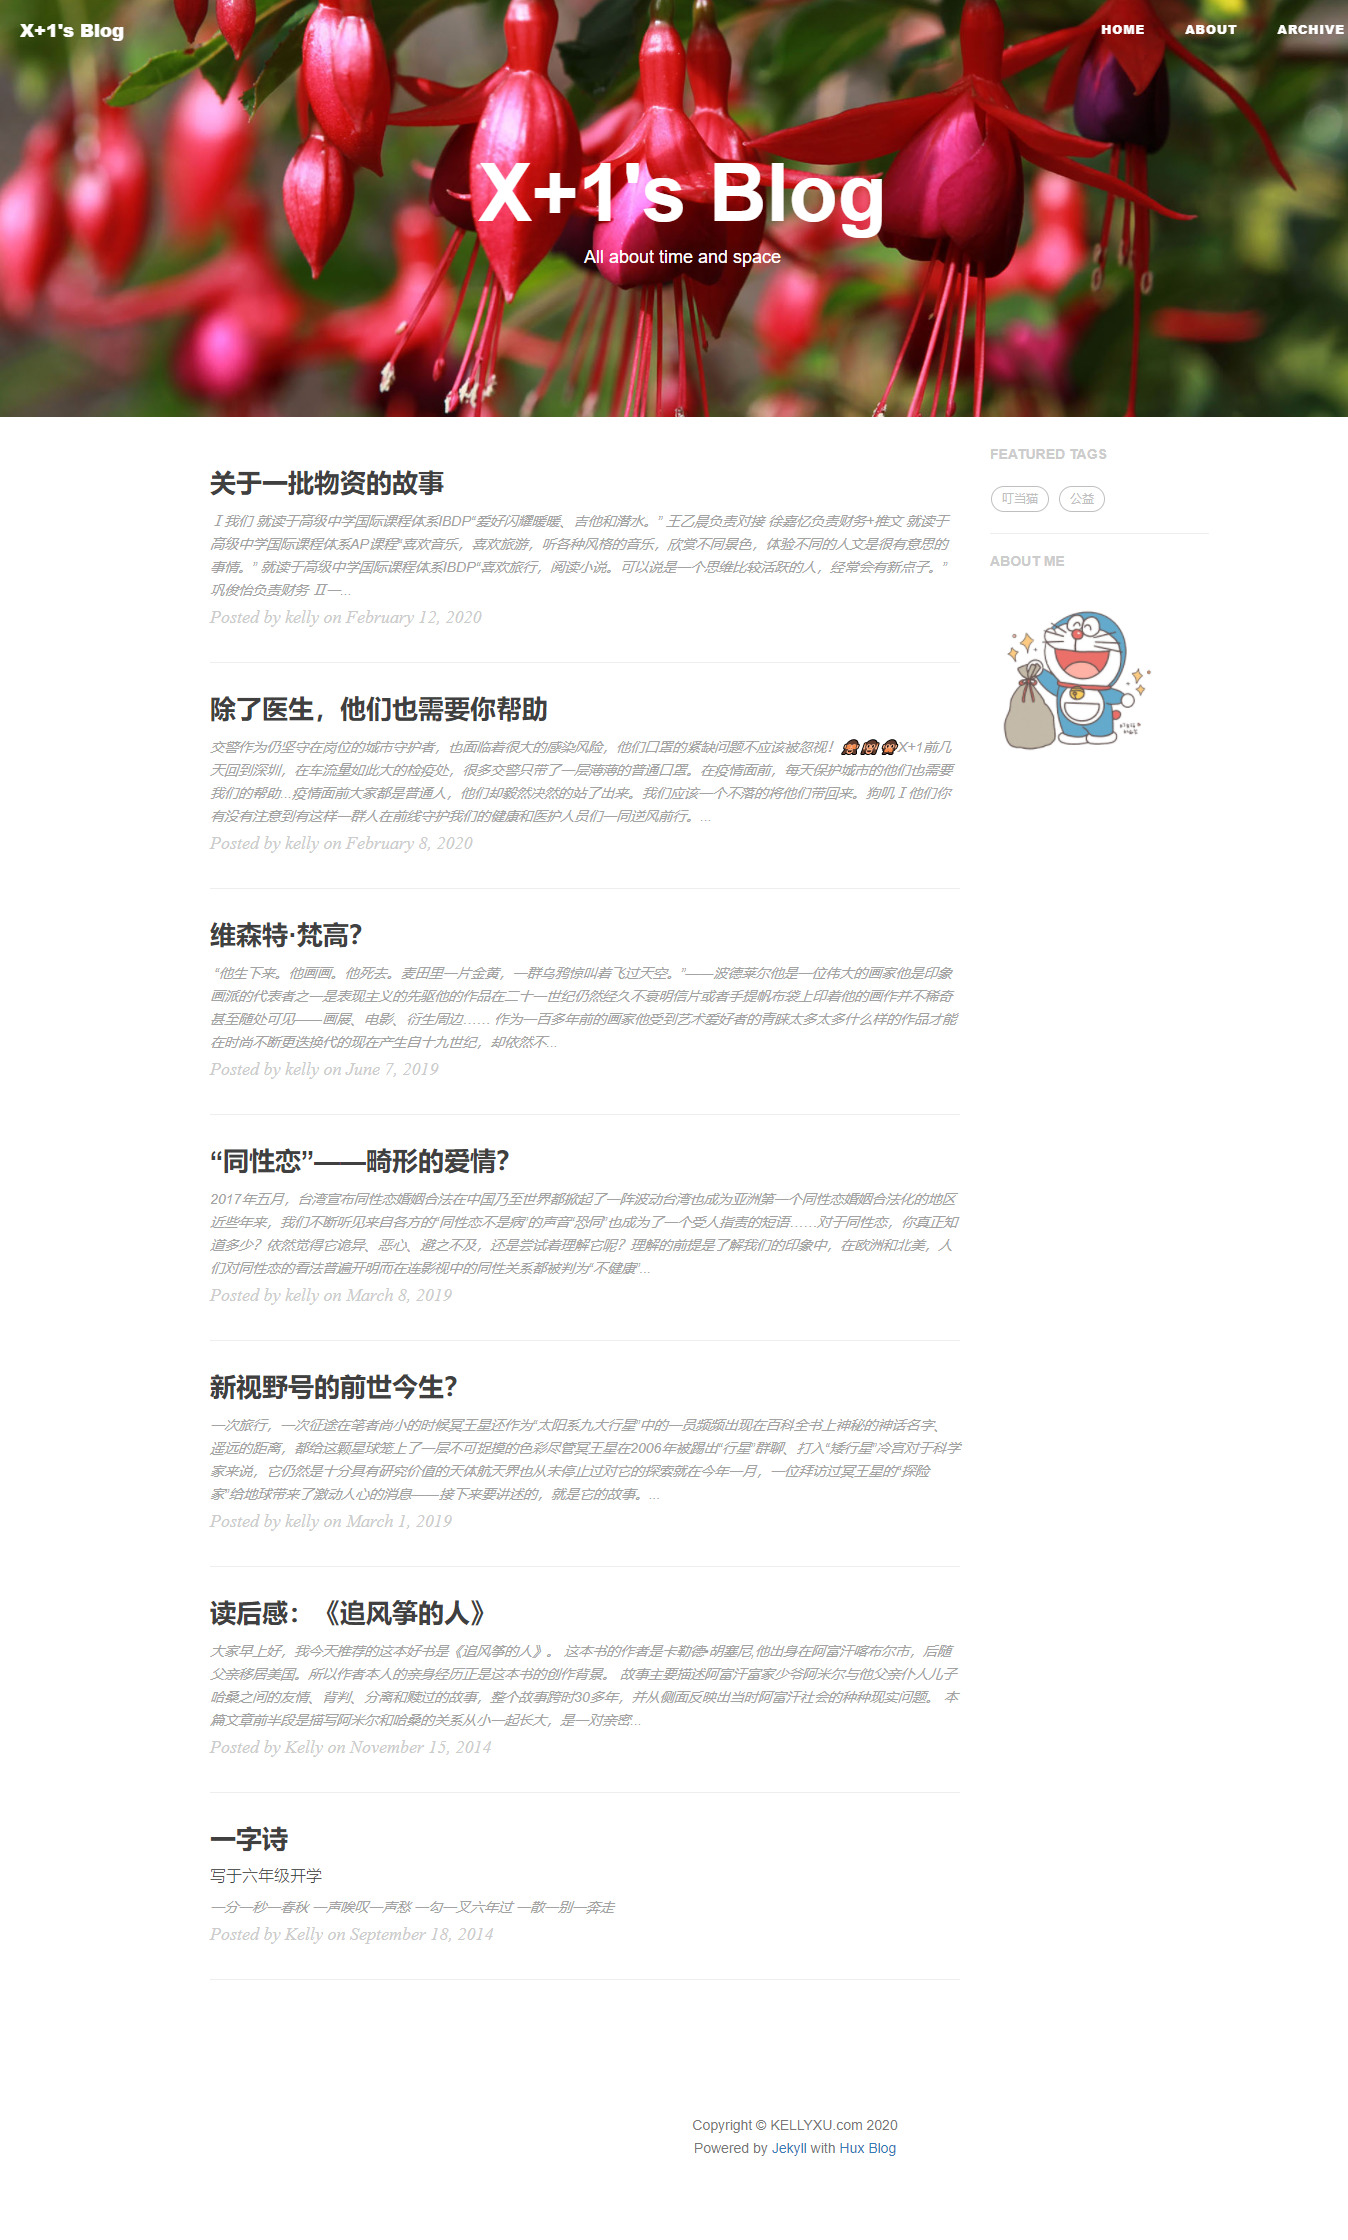 X+1's Blog
HOME
ABOUT
ARCHIVE
X+1's Blog
All about time and space
关于一批物资的故事
Ⅰ我们 就读于高级中学国际课程体系IBDP“爱好闪耀暖暖、吉他和潜水。” 王乙晨负责对接 徐嘉忆负责财务+推文 就读于
高级中学国际课程体系AP课程“喜欢音乐，喜欢旅游，听各种风格的音乐，欣赏不同景色，体验不同的人文是很有意思的
事情。” 就读于高级中学国际课程体系IBDP“喜欢旅行，阅读小说。可以说是一个思维比较活跃的人，经常会有新点子。”
巩俊怡负责财务 Ⅱ一...
Posted by kelly on February 12, 2020
除了医生，他们也需要你帮助
交警作为仍坚守在岗位的城市守护者，也面临着很大的感染风险，他们口罩的紧缺问题不应该被忽视！🙊🙉🙈X+1前几
天回到深圳，在车流量如此大的检疫处，很多交警只带了一层薄薄的普通口罩。在疫情面前，每天保护城市的他们也需要
我们的帮助...疫情面前大家都是普通人，他们却毅然决然的站了出来。我们应该一个不落的将他们带回来。狗叽Ⅰ他们你
有没有注意到有这样一群人在前线守护我们的健康和医护人员们一同逆风前行。...
Posted by kelly on February 8, 2020
维森特·梵高？
“他生下来。他画画。他死去。麦田里一片金黄，一群乌鸦惊叫着飞过天空。”——波德莱尔他是一位伟大的画家他是印象
画派的代表者之一是表现主义的先驱他的作品在二十一世纪仍然经久不衰明信片或者手提帆布袋上印着他的画作并不稀奇
甚至随处可见——画展、电影、衍生周边…… 作为一百多年前的画家他受到艺术爱好者的青睐太多太多什么样的作品才能
在时尚不断更迭换代的现在产生自十九世纪，却依然不...
Posted by kelly on June 7, 2019
“同性恋”——畸形的爱情？
2017年五月，台湾宣布同性恋婚姻合法在中国乃至世界都掀起了一阵波动台湾也成为亚洲第一个同性恋婚姻合法化的地区
近些年来，我们不断听见来自各方的“同性恋不是病”的声音“恐同”也成为了一个受人指责的短语……对于同性恋，你真正知
道多少？依然觉得它诡异、恶心、避之不及，还是尝试着理解它呢？理解的前提是了解我们的印象中，在欧洲和北美，人
们对同性恋的看法普遍开明而在连影视中的同性关系都被判为“不健康”...
Posted by kelly on March 8, 2019
新视野号的前世今生？
一次旅行，一次征途在笔者尚小的时候冥王星还作为“太阳系九大行星”中的一员频频出现在百科全书上神秘的神话名字、
遥远的距离，都给这颗星球笼上了一层不可捉摸的色彩尽管冥王星在2006年被踢出“行星”群聊、打入“矮行星”冷宫对于科学
家来说，它仍然是十分具有研究价值的天体航天界也从未停止过对它的探索就在今年一月，一位拜访过冥王星的“探险
家”给地球带来了激动人心的消息——接下来要讲述的，就是它的故事。...
Posted by kelly on March 1, 2019
读后感：《追风筝的人》
大家早上好，我今天推荐的这本好书是《追风筝的人》。 这本书的作者是卡勒德•胡塞尼,他出身在阿富汗喀布尔市，后随
父亲移居美国。所以作者本人的亲身经历正是这本书的创作背景。 故事主要描述阿富汗富家少爷阿米尔与他父亲仆人儿子
哈桑之间的友情、背判、分离和赎过的故事，整个故事跨时30多年，并从侧面反映出当时阿富汗社会的种种现实问题。 本
篇文章前半段是描写阿米尔和哈桑的关系从小一起长大，是一对亲密...
Posted by Kelly on November 15, 2014
一字诗
写于六年级开学
一分一秒一春秋 一声唉叹一声愁 一勾一叉六年过 一散一别一奔走
Posted by Kelly on September 18, 2014
FEATURED TAGS
叮当猫
公益
ABOUT ME
Copyright © KELLYXU.com 2020
Powered by Jekyll with Hux Blog